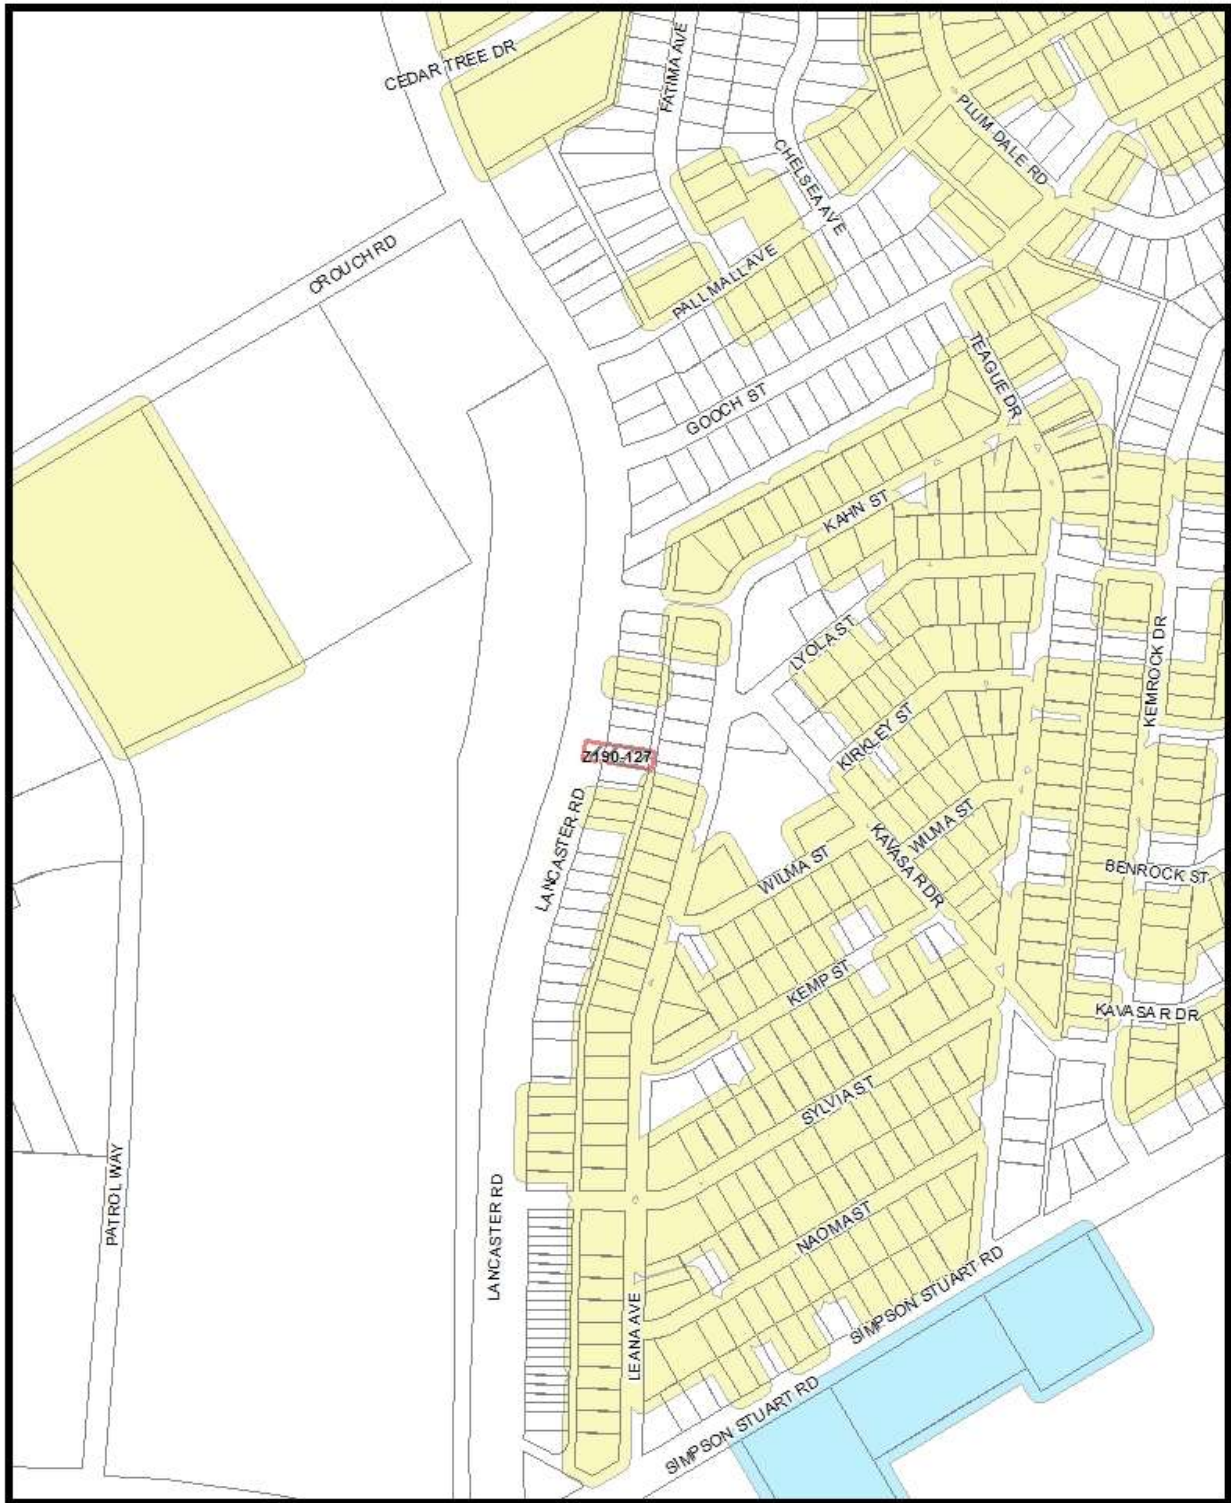 CEDAR TREE DR
FATIMA AVE
PLUM DALE RD
CHELSEA AVE
CROUCH RD
PALL MALL AVE
TEAGUE DR
GOOCH ST
KAHN ST
LYOLA ST
KEMROCK DR
KIRKLEY ST
Z190-127
LANCASTER RD
WILMA ST
KAVASAR DR
WILMA ST
BENROCK ST
KEMP ST
KAVASAR DR
SYLVIA ST
PATROL WAY
LANCASTER RD
NAOMA ST
SIMPSON STUART RD
LEANA AVE
SIMPSON STUART RD